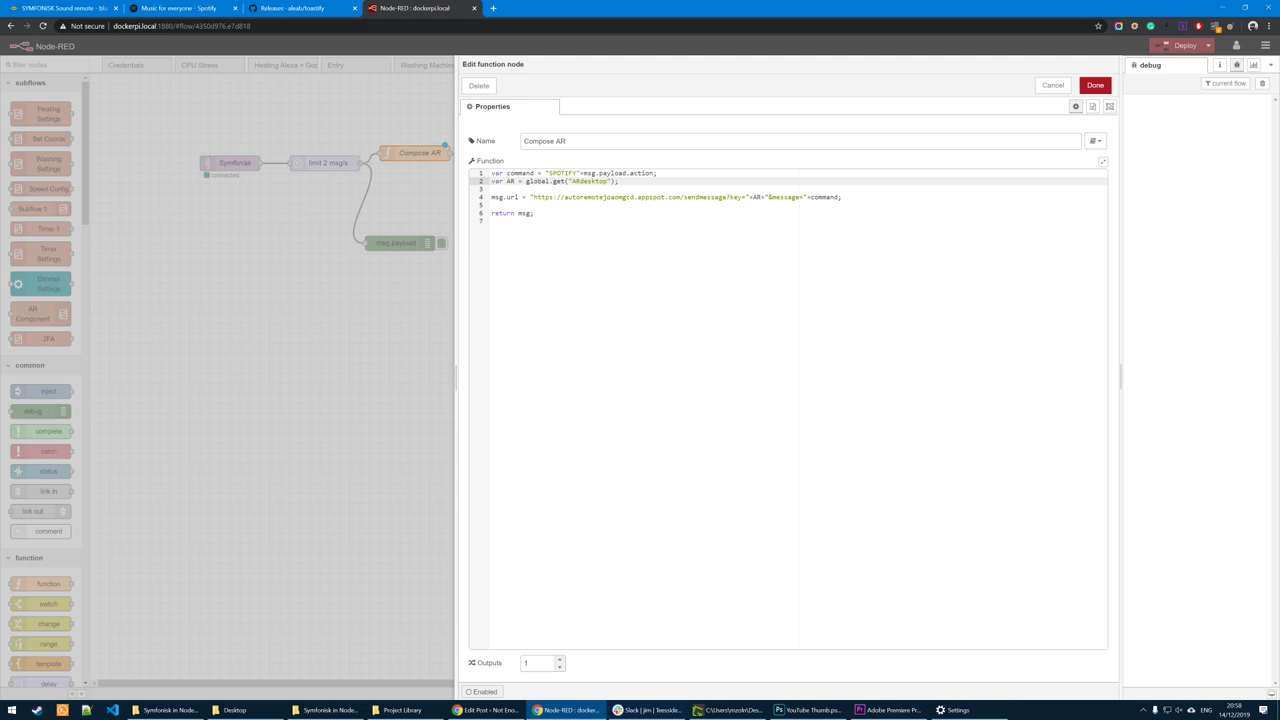 SYMFONISK Sound remote - blu
Music for everyone - Spotify
Releases · aleab/toastify
Node-RED : dockerpi.local
Not secure | dockerpi.local:1880/#flow/4350d976.e7d818
Node-RED
Deploy
filter nodes
Credentials
CPU Stress
Heating Alexa + Goo
Entry
Washing Machine
Edit function node
debug
Delete
Cancel
Done
current flow
subflows
Heating Settings
Get Coords
Washing Settings
Speed Config
Subflow 1
Timer 1
Timer Settings
Dimmer Settings
AR Component
2FA
common
inject
debug
complete
catch
status
link in
link out
comment
function
function
switch
change
range
template
delay
Symfonisk
connected
limit 2 msg/s
Compose AR
msg.payload
Properties
Name
Compose AR
Function
1 var command = "SPOTIFY"+msg.payload.action;
2 var AR = global.get("ARdesktop");
3
4 msg.url = "https://autoremotejoaomgcd.appspot.com/sendmessage?key="+AR+"&message="+command;
5
6 return msg;
7
Outputs
1
Enabled
Symfonisk in Node...
Desktop
Symfonisk in Node...
Project Library
Edit Post ‹ Not Eno...
Node-RED : docker...
Slack | jim | Teesside...
C:\Users\mzoln\Des...
YouTube Thumb.ps...
Adobe Premiere Pr...
Settings
ENG
20:58
14/12/2019